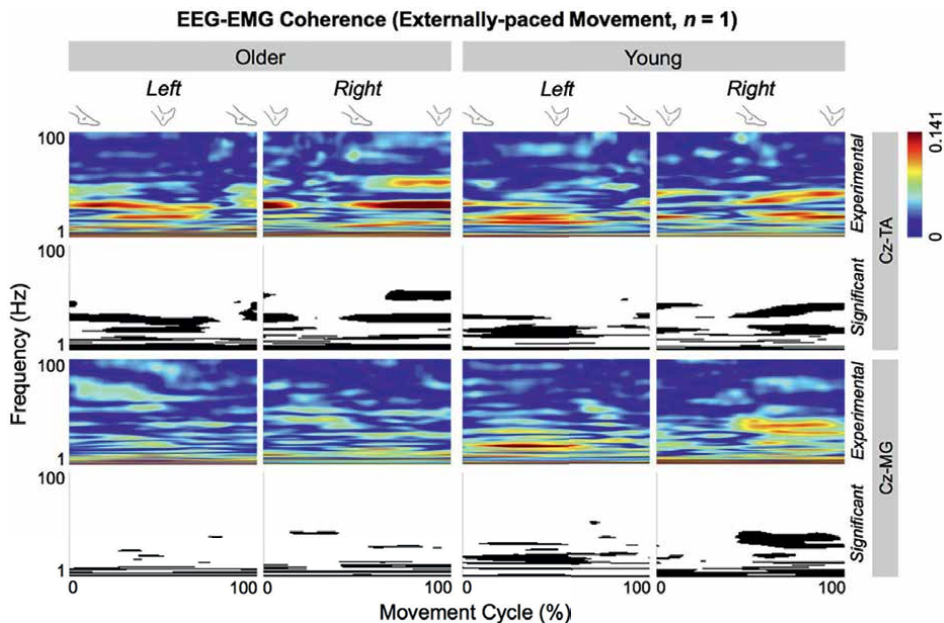 EEG-EMG Coherence (Externally-paced Movement, n = 1)
Older Young
Left Right Left Right
100
1
Experimental
100
1
Significant
Cz-TA
100
1
Experimental
100
1
Significant
Cz-MG
0.141
0
Frequency (Hz)
0 100 0 100 0 100 0 100
Movement Cycle (%)